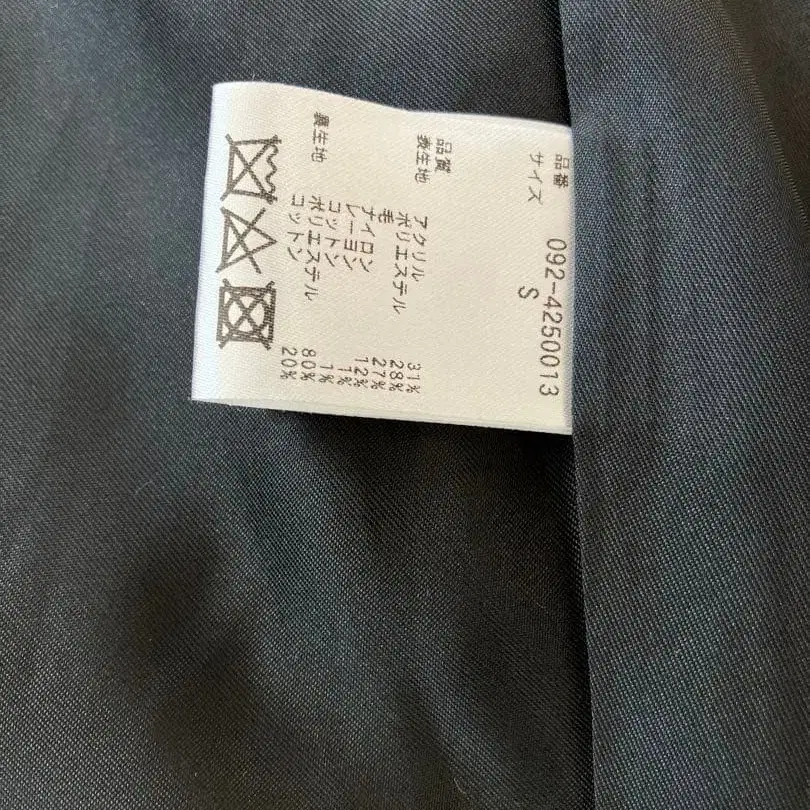 品番 092-4250013
サイズ S
品質
表生地 アクリル 31%
ポリエステル 28%
毛 27%
ナイロン 12%
レーヨン 1%
コットン 1%
裏生地 ポリエステル 80%
コットン 20%